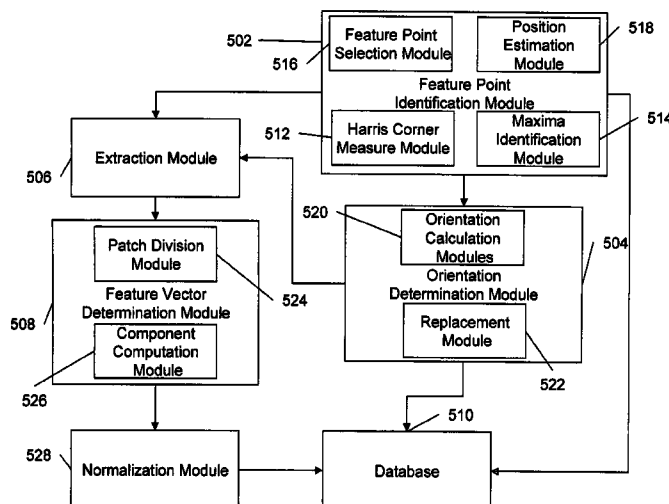 502
516
Feature Point
Selection Module
Position
Estimation
Module
518
Feature Point
Identification Module
512
Harris Corner
Measure Module
Maxima
Identification
Module
514
506
Extraction Module
520
Orientation
Calculation
Modules
504
Orientation
Determination Module
Replacement
Module
522
Patch Division
Module
524
508
Feature Vector
Determination Module
Component
Computation
Module
526
510
528
Normalization Module
Database